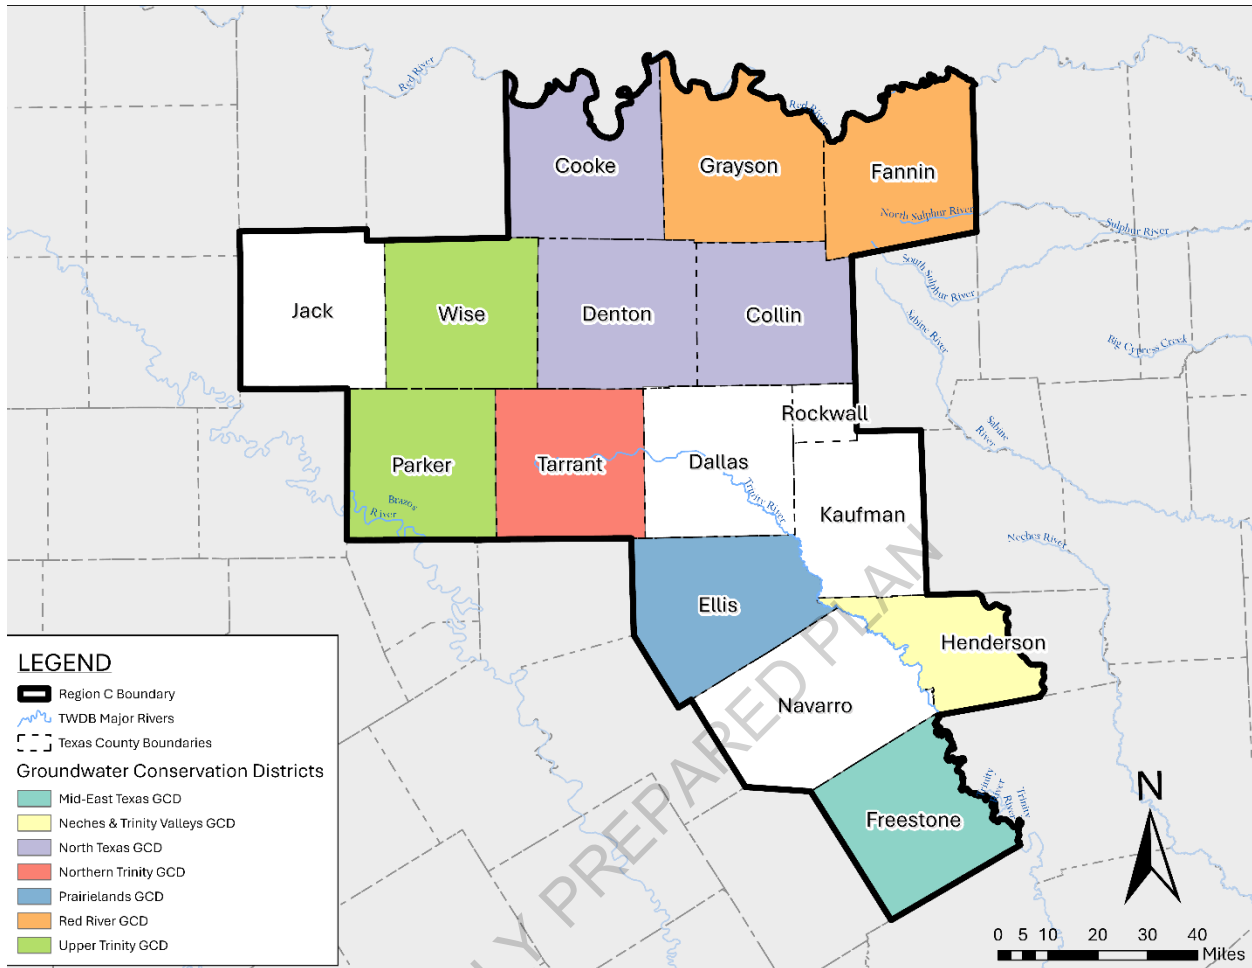 Red River
Red River
Cooke
Grayson
Fannin
North Sulphur River
Sulphur River
South Sulphur River
Jack
Wise
Denton
Collin
Sabine River
Big Cypress Creek
Rockwall
Sabine
River
Parker
Tarrant
Dallas
Trinity River
Brazos
River
Kaufman
Neches River
Ellis
Henderson
Navarro
Freestone
Trinity
River
Trinity
River
LY PREPARED PLAN
LEGEND
Region C Boundary
TWDB Major Rivers
Texas County Boundaries
Groundwater Conservation Districts
Mid-East Texas GCD
Neches & Trinity Valleys GCD
North Texas GCD
Northern Trinity GCD
Prairielands GCD
Red River GCD
Upper Trinity GCD
N
0 5 10 20 30 40
Miles